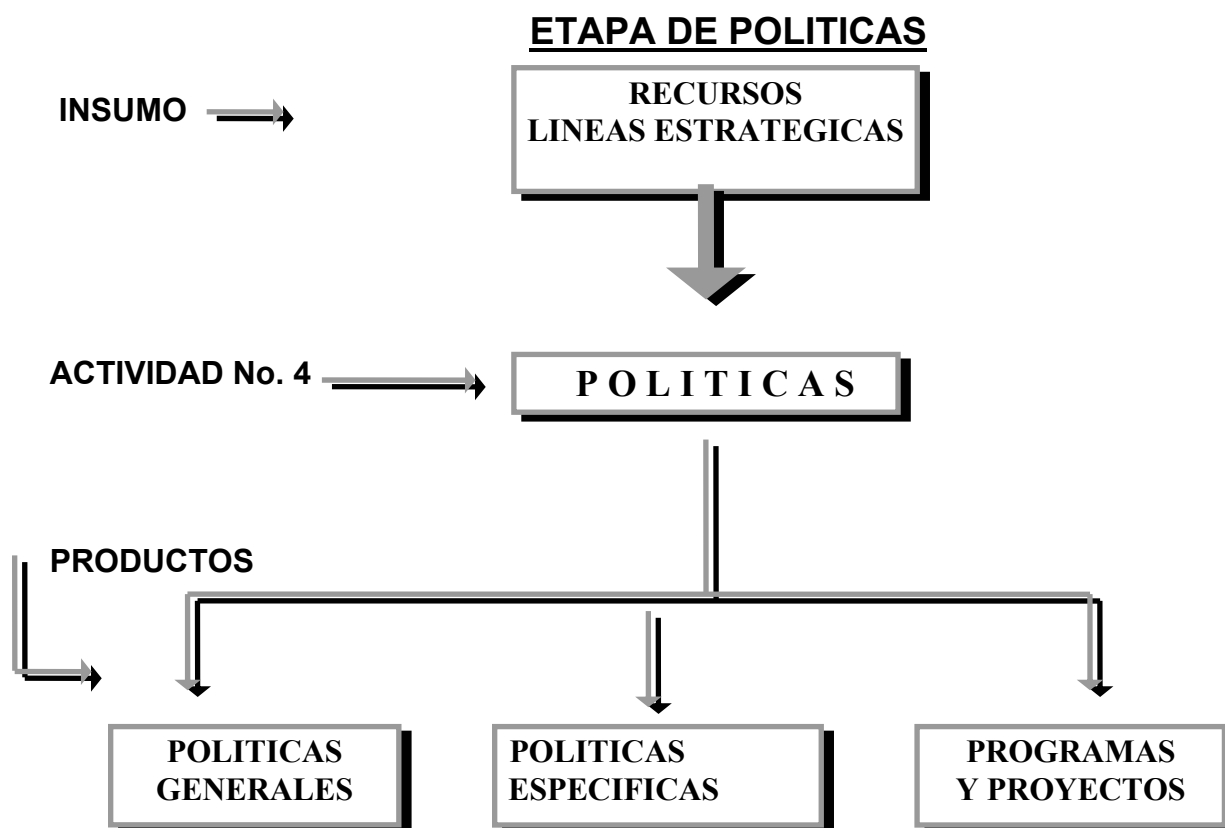 ETAPA DE POLITICAS
INSUMO
RECURSOS
LINEAS ESTRATEGICAS
ACTIVIDAD No. 4
P O L I T I C A S
PRODUCTOS
POLITICAS
GENERALES
POLITICAS
ESPECIFICAS
PROGRAMAS
Y PROYECTOS